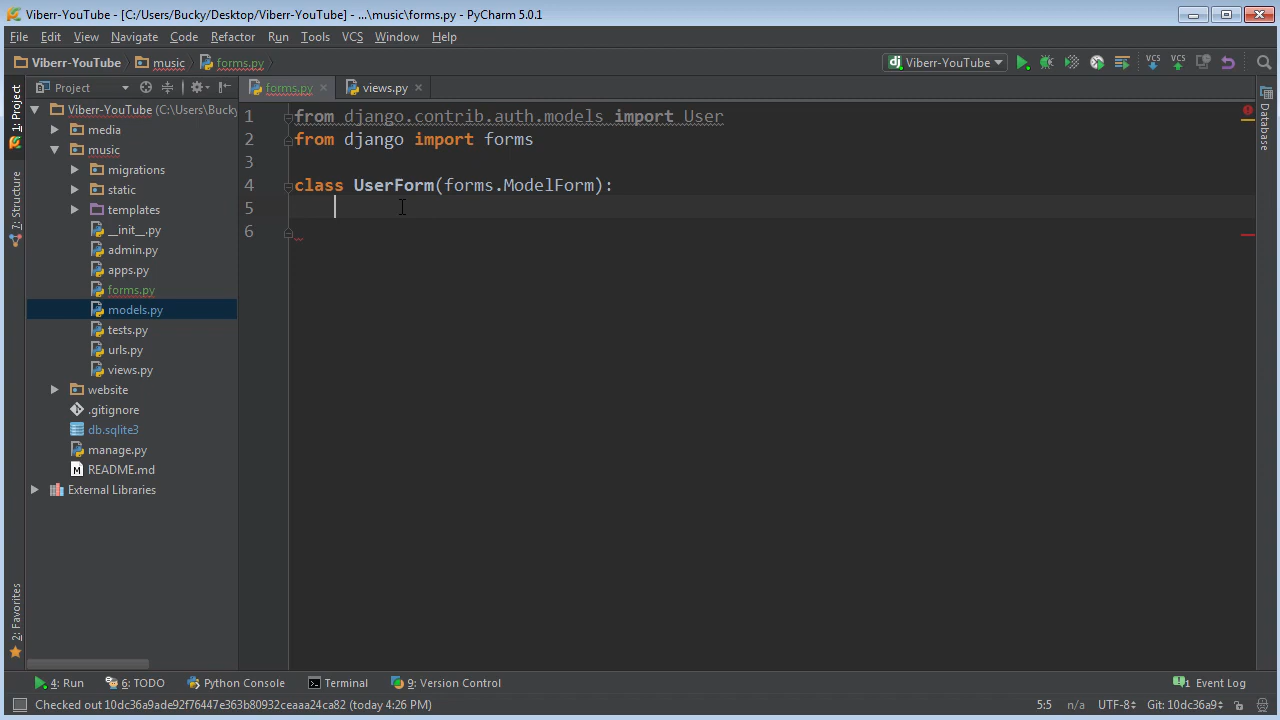 Viberr-YouTube - [C:/Users/Bucky/Desktop/Viberr-YouTube] - ...\music\forms.py - PyCharm 5.0.1
File Edit View Navigate Code Refactor Run Tools VCS Window Help
Viberr-YouTube music forms.py dj Viberr-YouTube VCS VCS
1: Project
Project
forms.py × views.py ×
Database
Viberr-YouTube (C:\Users\Bucky
media
music
migrations
static
templates
__init__.py
admin.py
apps.py
forms.py
models.py
tests.py
urls.py
views.py
website
.gitignore
db.sqlite3
manage.py
README.md
External Libraries
7: Structure
2: Favorites
1 from django.contrib.auth.models import User
2 from django import forms
3
4 class UserForm(forms.ModelForm):
5
6
4: Run 6: TODO Python Console Terminal 9: Version Control 1 Event Log
Checked out 10dc36a9ade92f76447e363b80932ceaaa24ca82 (today 4:26 PM) 5:5 n/a UTF-8 Git: 10dc36a9